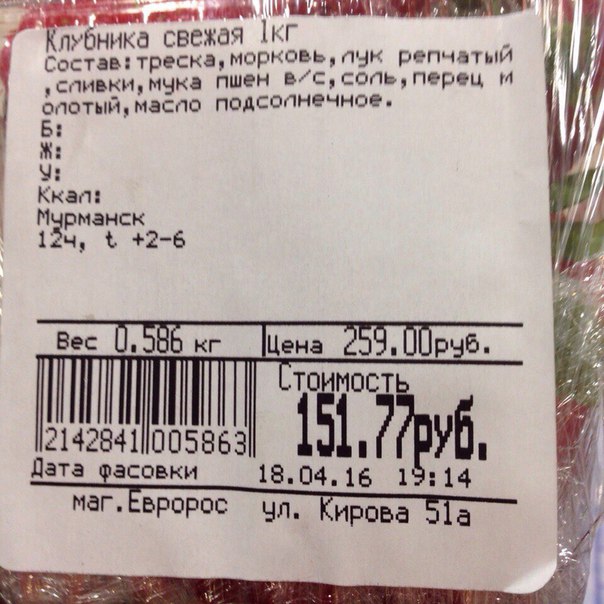 Клубника свежая 1кг
Состав:треска,морковь,лук репчатый
,сливки,мука пшен в/с,соль,перец м
олотый,масло подсолнечное.
Б:
Ж:
У:
Ккал:
Мурманск
12ч, t +2-6
Вес 0.586 кг Цена 259.00руб.
Стоимость
151.77руб.
2142841 005863
Дата фасовки 18.04.16 19:14
маг.Евророс ул. Кирова 51а